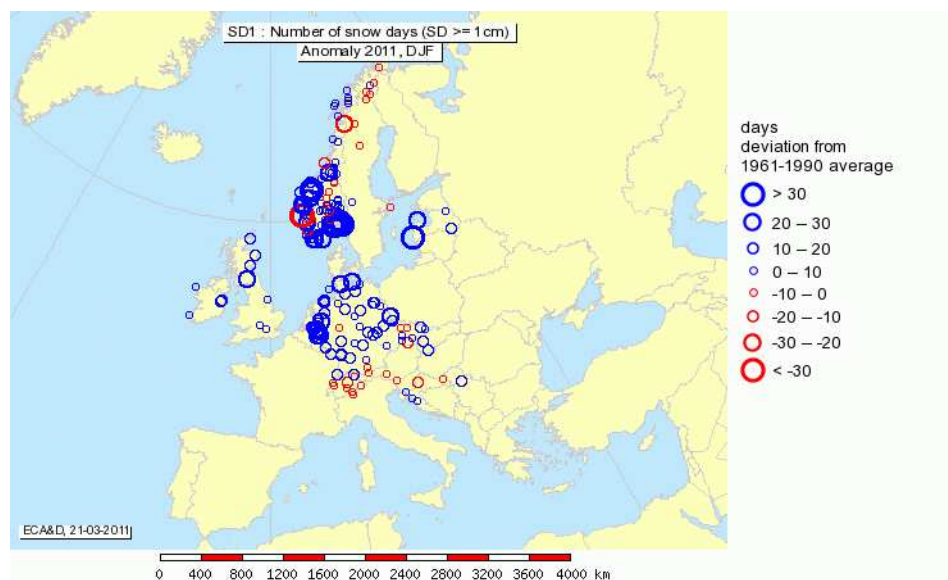 SD1 : Number of snow days (SD >= 1cm)
Anomaly 2011, DJF
days
deviation from
1961-1990 average
> 30
20 – 30
10 – 20
0 – 10
-10 – 0
-20 – -10
-30 – -20
< -30
ECA&D, 21-03-2011
0 400 800 1200 1600 2000 2400 2800 3200 3600 4000 km